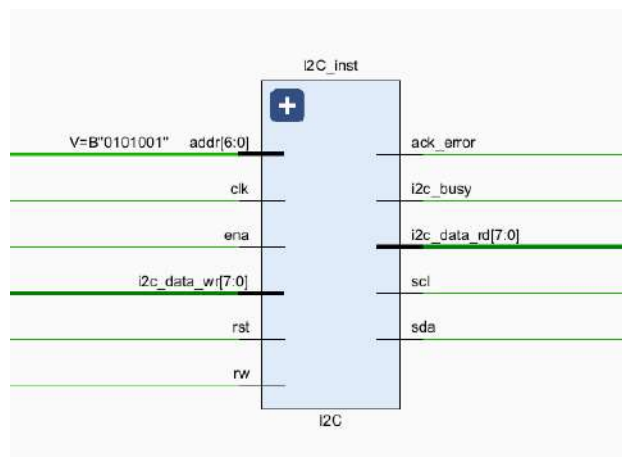 I2C_inst
V=B"0101001" addr[6:0]
ack_error
clk
i2c_busy
ena
i2c_data_rd[7:0]
i2c_data_wr[7:0]
scl
rst
sda
rw
I2C